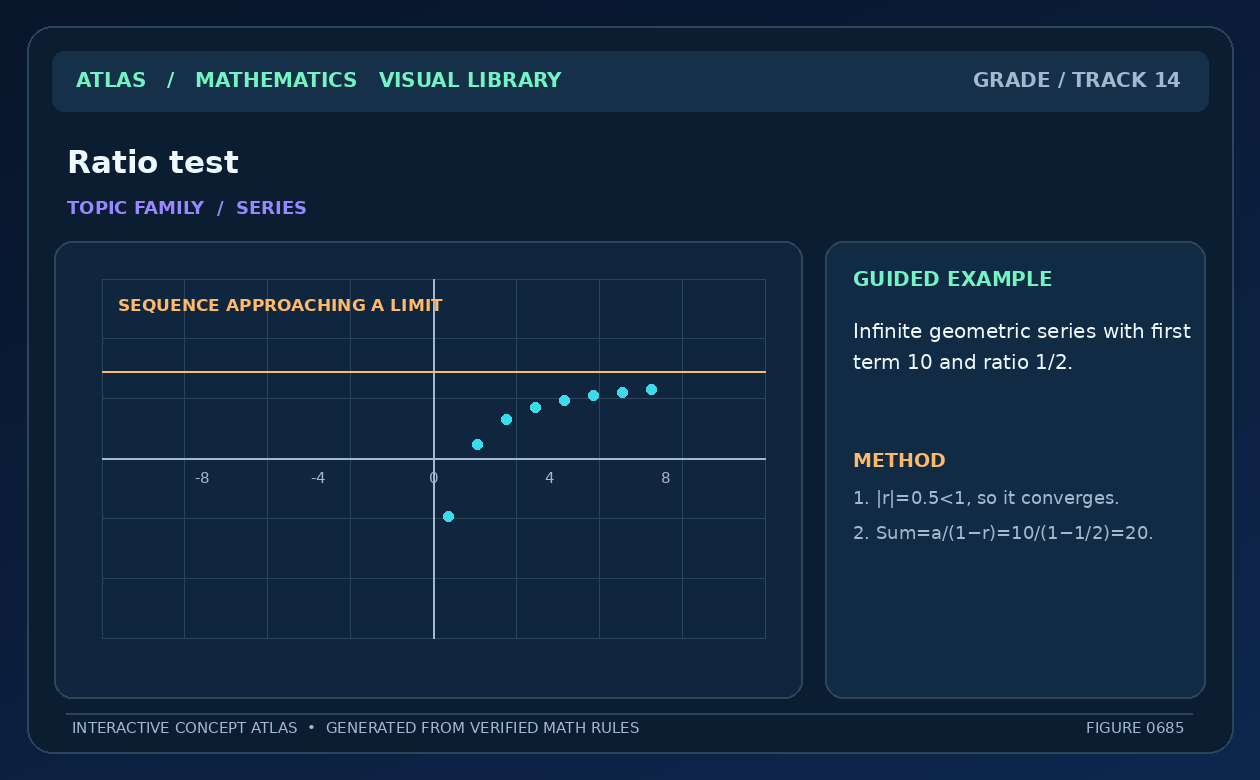 ATLAS / MATHEMATICS VISUAL LIBRARY
GRADE / TRACK 14
Ratio test
TOPIC FAMILY / SERIES
SEQUENCE APPROACHING A LIMIT
-8 -4 0 4 8
GUIDED EXAMPLE
Infinite geometric series with first
term 10 and ratio 1/2.
METHOD
1. |r|=0.5<1, so it converges.
2. Sum=a/(1−r)=10/(1−1/2)=20.
INTERACTIVE CONCEPT ATLAS • GENERATED FROM VERIFIED MATH RULES
FIGURE 0685